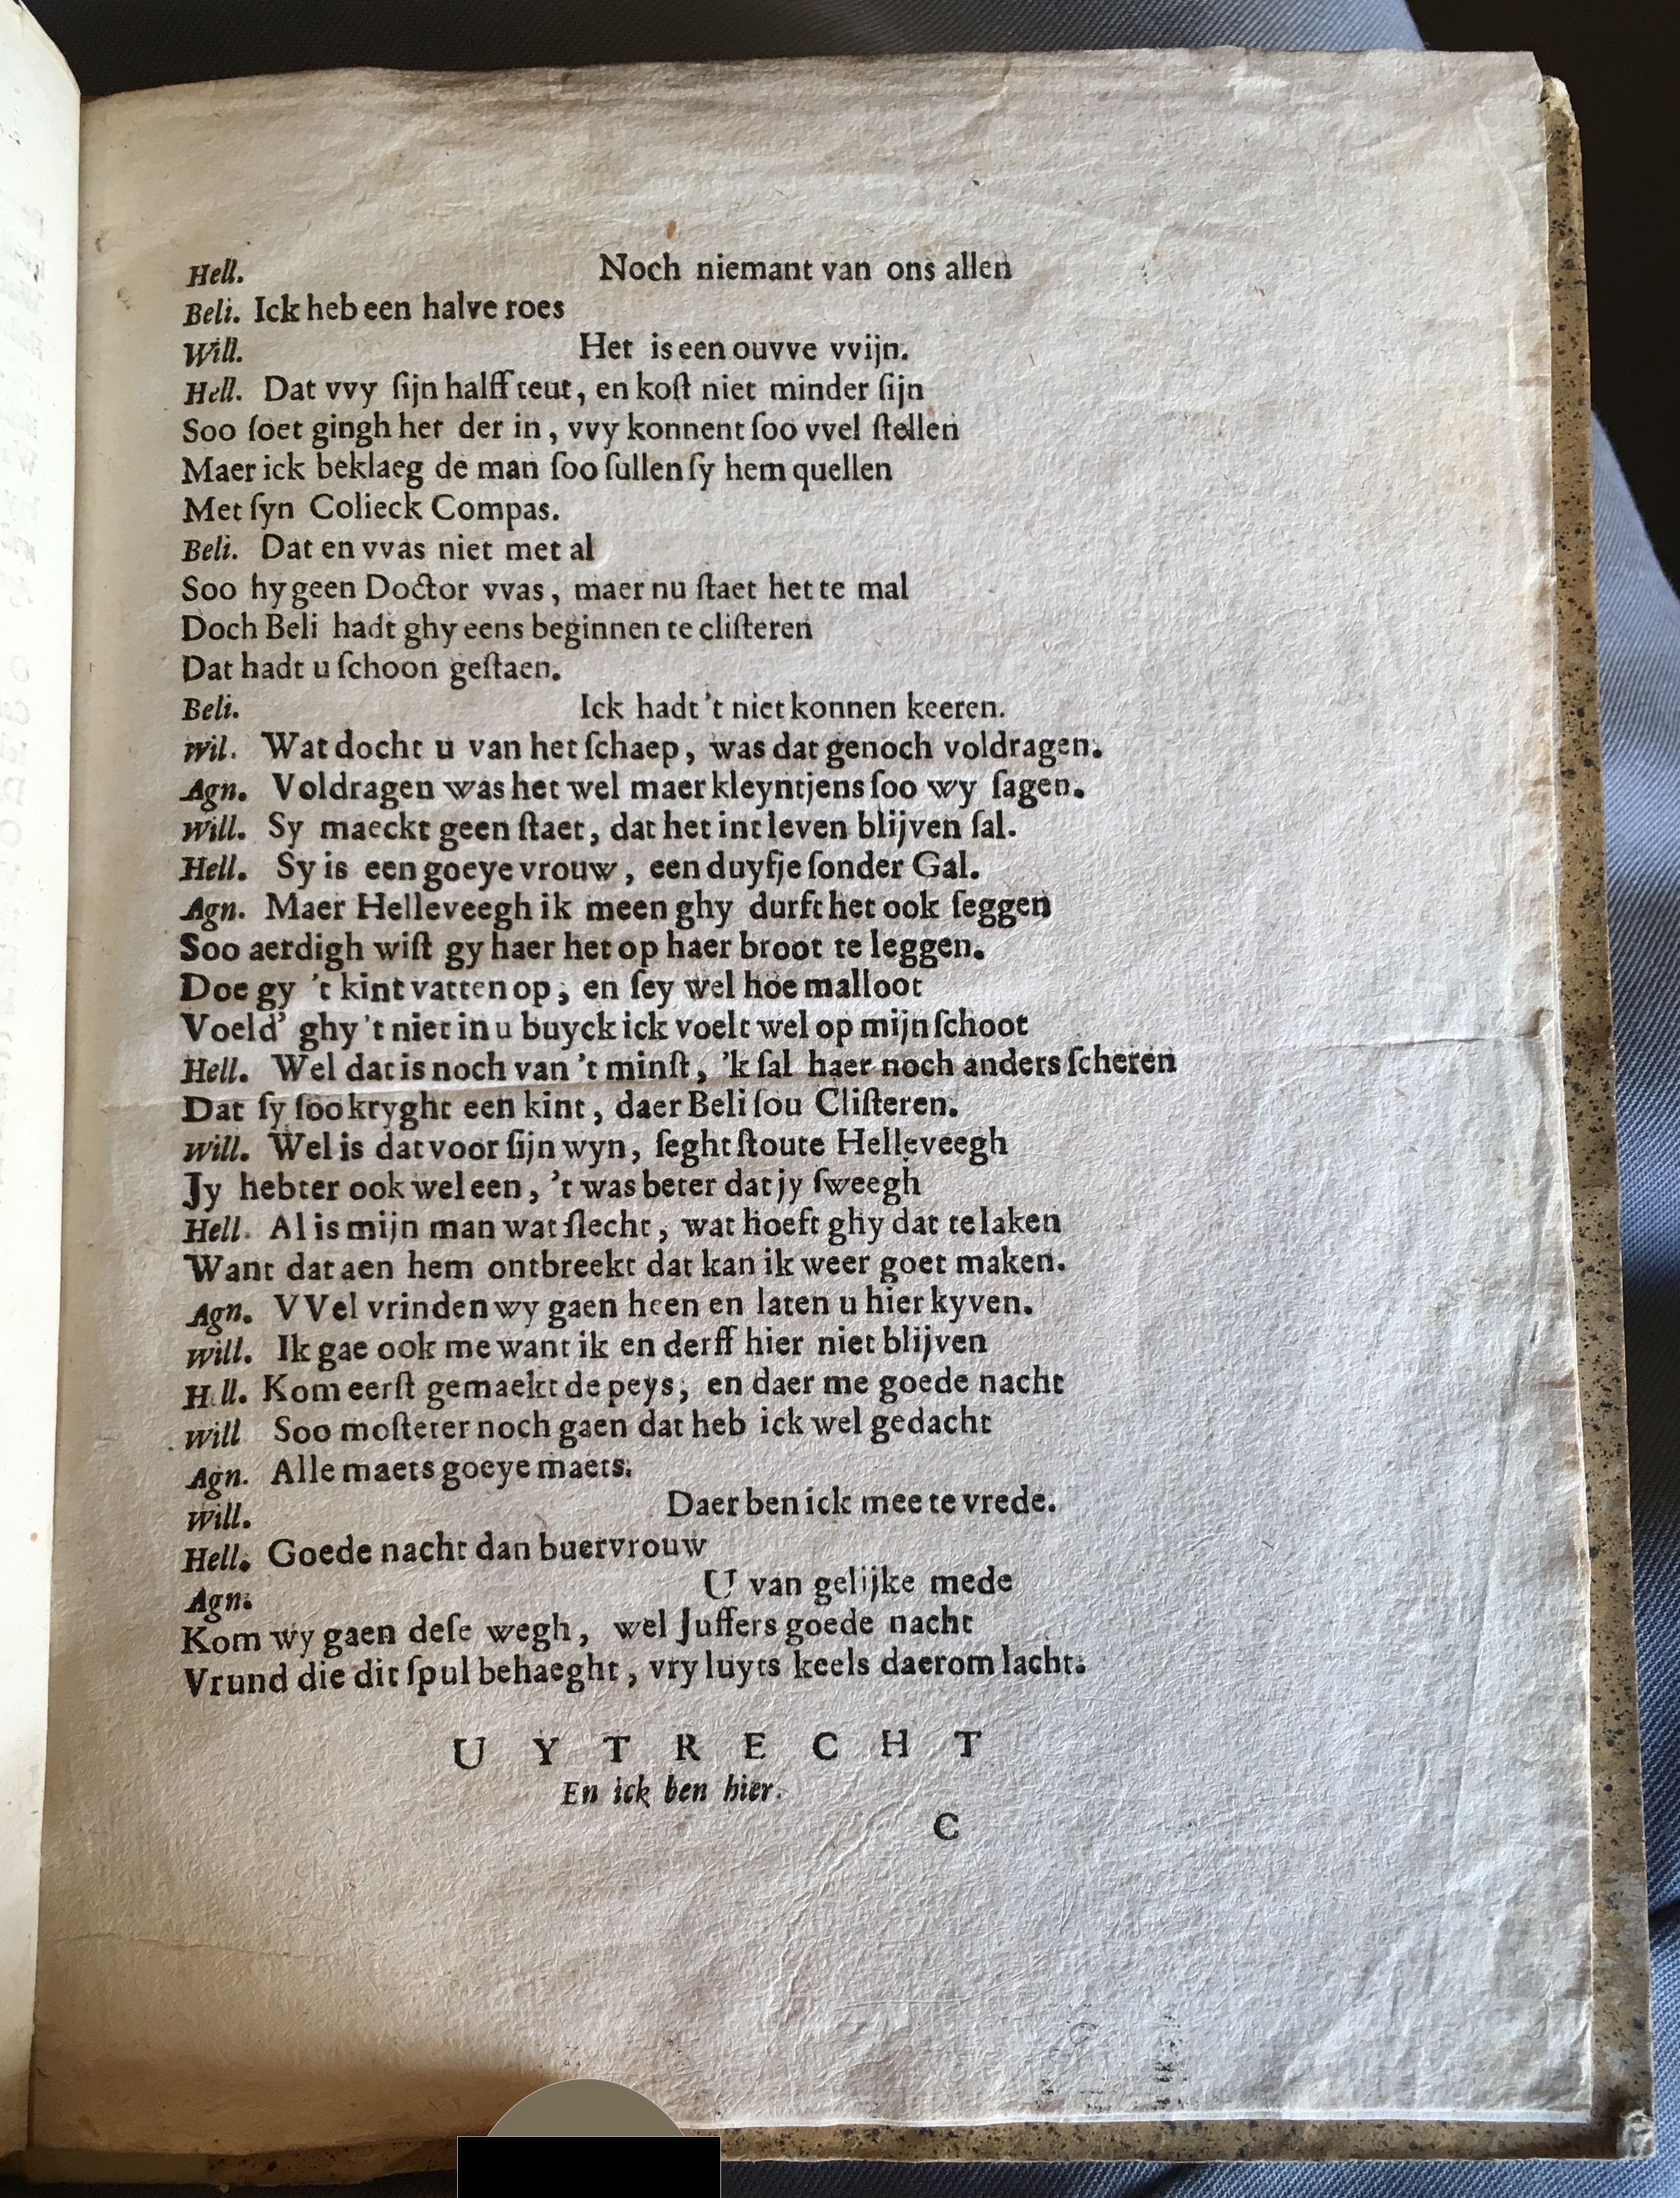 Hell. Noch niemant van ons allen
Beli. Ick heb een halve roes
Will. Het is een ouvve vvijn.
Hell. Dat vvy ſijn halff teut, en koſt niet minder ſijn
Soo ſoet gingh het der in, vvy konnent ſoo vvel ſtellen
Maer ick beklaeg de man ſoo ſullen ſy hem quellen
Met ſyn Colieck Compas.
Beli. Dat en vvas niet met al
Soo hy geen Doctor vvas, maer nu ſtaet het te mal
Doch Beli hadt ghy eens beginnen te cliſteren
Dat hadt u ſchoon geſtaen.
Beli. Ick hadt 't niet konnen keeren.
Wil. Wat docht u van het ſchaep, was dat genoch voldragen.
Agn. Voldragen was het wel maer kleyntjens ſoo wy ſagen.
Will. Sy maeckt geen ſtaet, dat het int leven blijven ſal.
Hell. Sy is een goeye vrouw, een duyfje ſonder Gal.
Agn. Maer Helleveegh ik meen ghy durft het ook ſeggen
Soo aerdigh wiſt gy haer het op haer broot te leggen.
Doe gy 't kint vatten op, en ſey wel hoe malloot
Voeld' ghy 't niet in u buyck ick voelt wel op mijn ſchoot
Hell. Wel dat is noch van 't minſt, 'k ſal haer noch anders ſcheren
Dat ſy ſoo kryght een kint, daer Beli ſou Cliſteren.
Will. Wel is dat voor ſijn wyn, ſeght ſtoute Helleveegh
Jy hebter ook wel een, 't was beter dat jy ſweegh
Hell. Al is mijn man wat ſlecht, wat hoeft ghy dat te laken
Want dat aen hem ontbreekt dat kan ik weer goet maken.
Agn. VVel vrinden wy gaen heen en laten u hier kyven.
Will. Ik gae ook me want ik en derff hier niet blijven
H ll. Kom eerſt gemaekt de peys, en daer me goede nacht
Will Soo moſteter noch gaen dat heb ick wel gedacht
Agn. Alle maets goeye maets.
Will. Daer ben ick mee te vrede.
Hell. Goede nacht dan buervrouw
Agn. U van gelijke mede
Kom wy gaen deſe wegh, wel Juffers goede nacht
Vrund die dit ſpul behaeght, vry luyts keels daerom lacht.
UYTRECHT
En ick ben hier.
C